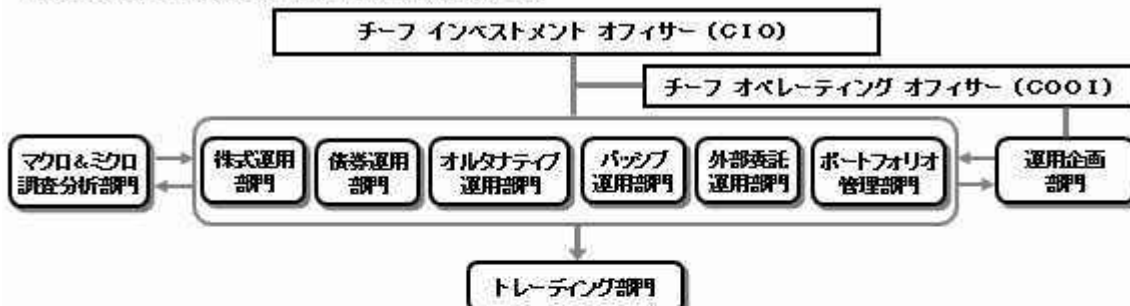 チーフ インベストメント オフィサー (CIO)
チーフ オペレーティング オフィサー (COOI)
マクロ&ミクロ
調査分析部門
株式運用
部門
債券運用
部門
オルタナティブ
運用部門
パッシブ
運用部門
外部委託
運用部門
ポートフォリオ
管理部門
運用企画
部門
トレーディング部門